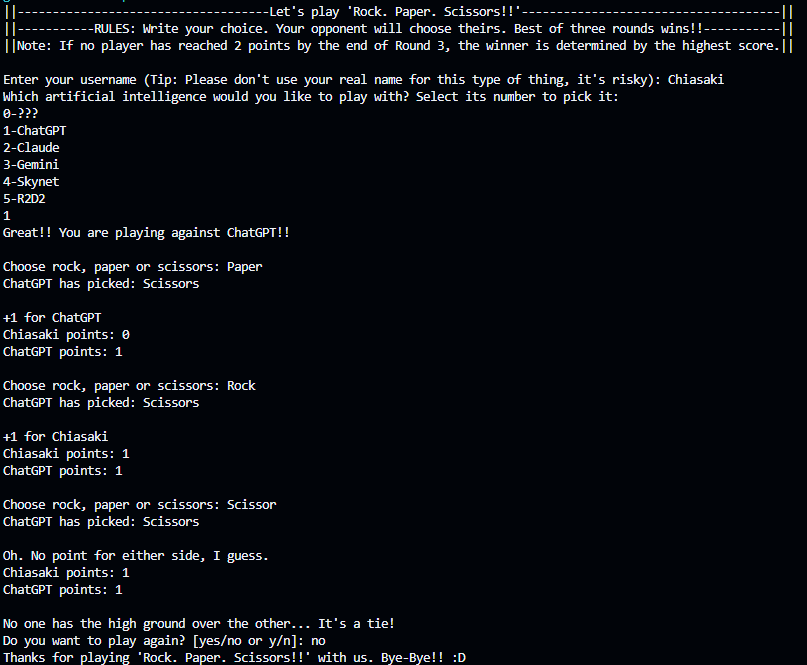 ||------------------------------------Let's play 'Rock. Paper. Scissors!!'-------------------------------------||
||-----------RULES: Write your choice. Your opponent will choose theirs. Best of three rounds wins!!-----------||
||Note: If no player has reached 2 points by the end of Round 3, the winner is determined by the highest score.||
Enter your username (Tip: Please don't use your real name for this type of thing, it's risky): Chiasaki
Which artificial intelligence would you like to play with? Select its number to pick it:
0-???
1-ChatGPT
2-Claude
3-Gemini
4-Skynet
5-R2D2
1
Great!! You are playing against ChatGPT!!
Choose rock, paper or scissors: Paper
ChatGPT has picked: Scissors
+1 for ChatGPT
Chiasaki points: 0
ChatGPT points: 1
Choose rock, paper or scissors: Rock
ChatGPT has picked: Scissors
+1 for Chiasaki
Chiasaki points: 1
ChatGPT points: 1
Choose rock, paper or scissors: Scissor
ChatGPT has picked: Scissors
Oh. No point for either side, I guess.
Chiasaki points: 1
ChatGPT points: 1
No one has the high ground over the other... It's a tie!
Do you want to play again? [yes/no or y/n]: no
Thanks for playing 'Rock. Paper. Scissors!!' with us. Bye-Bye!! :D